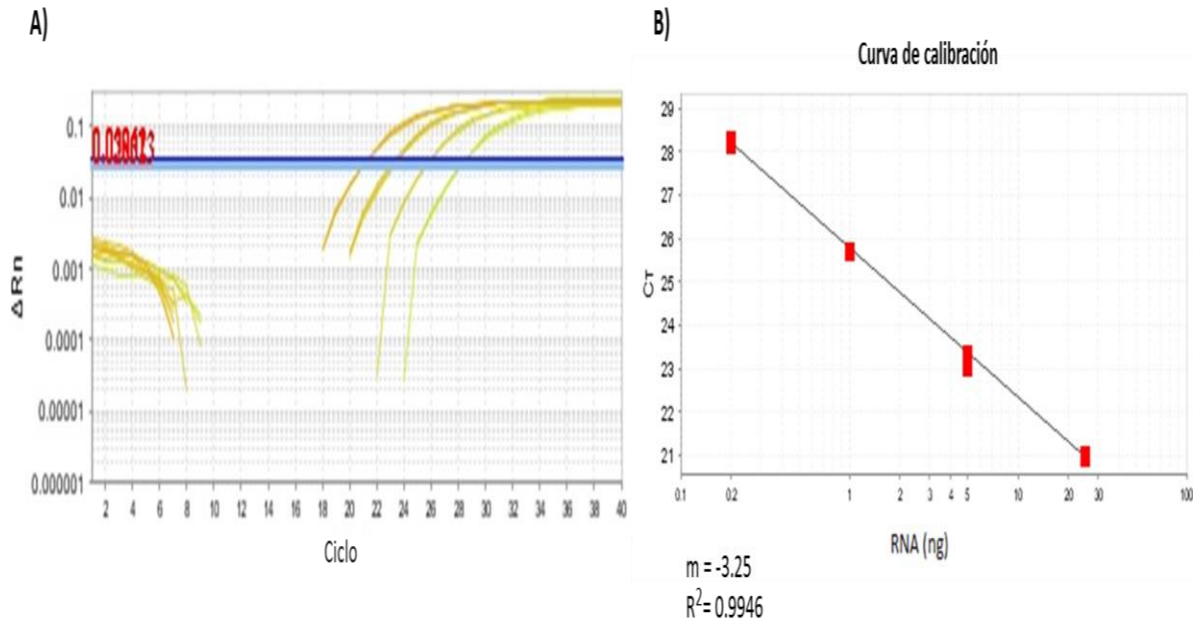 A)
0.1
0.01
0.001
0.0001
0.00001
0.000001
ΔRn
2 4 6 8 10 12 14 16 18 20 22 24 26 28 30 32 34 36 38 40
Ciclo
B)
Curva de calibración
29
28
27
26
25
24
23
22
21
CT
0.1 0.2 1 2 3 4 5 10 20 30 100
RNA (ng)
m = -3.25
R²= 0.9946